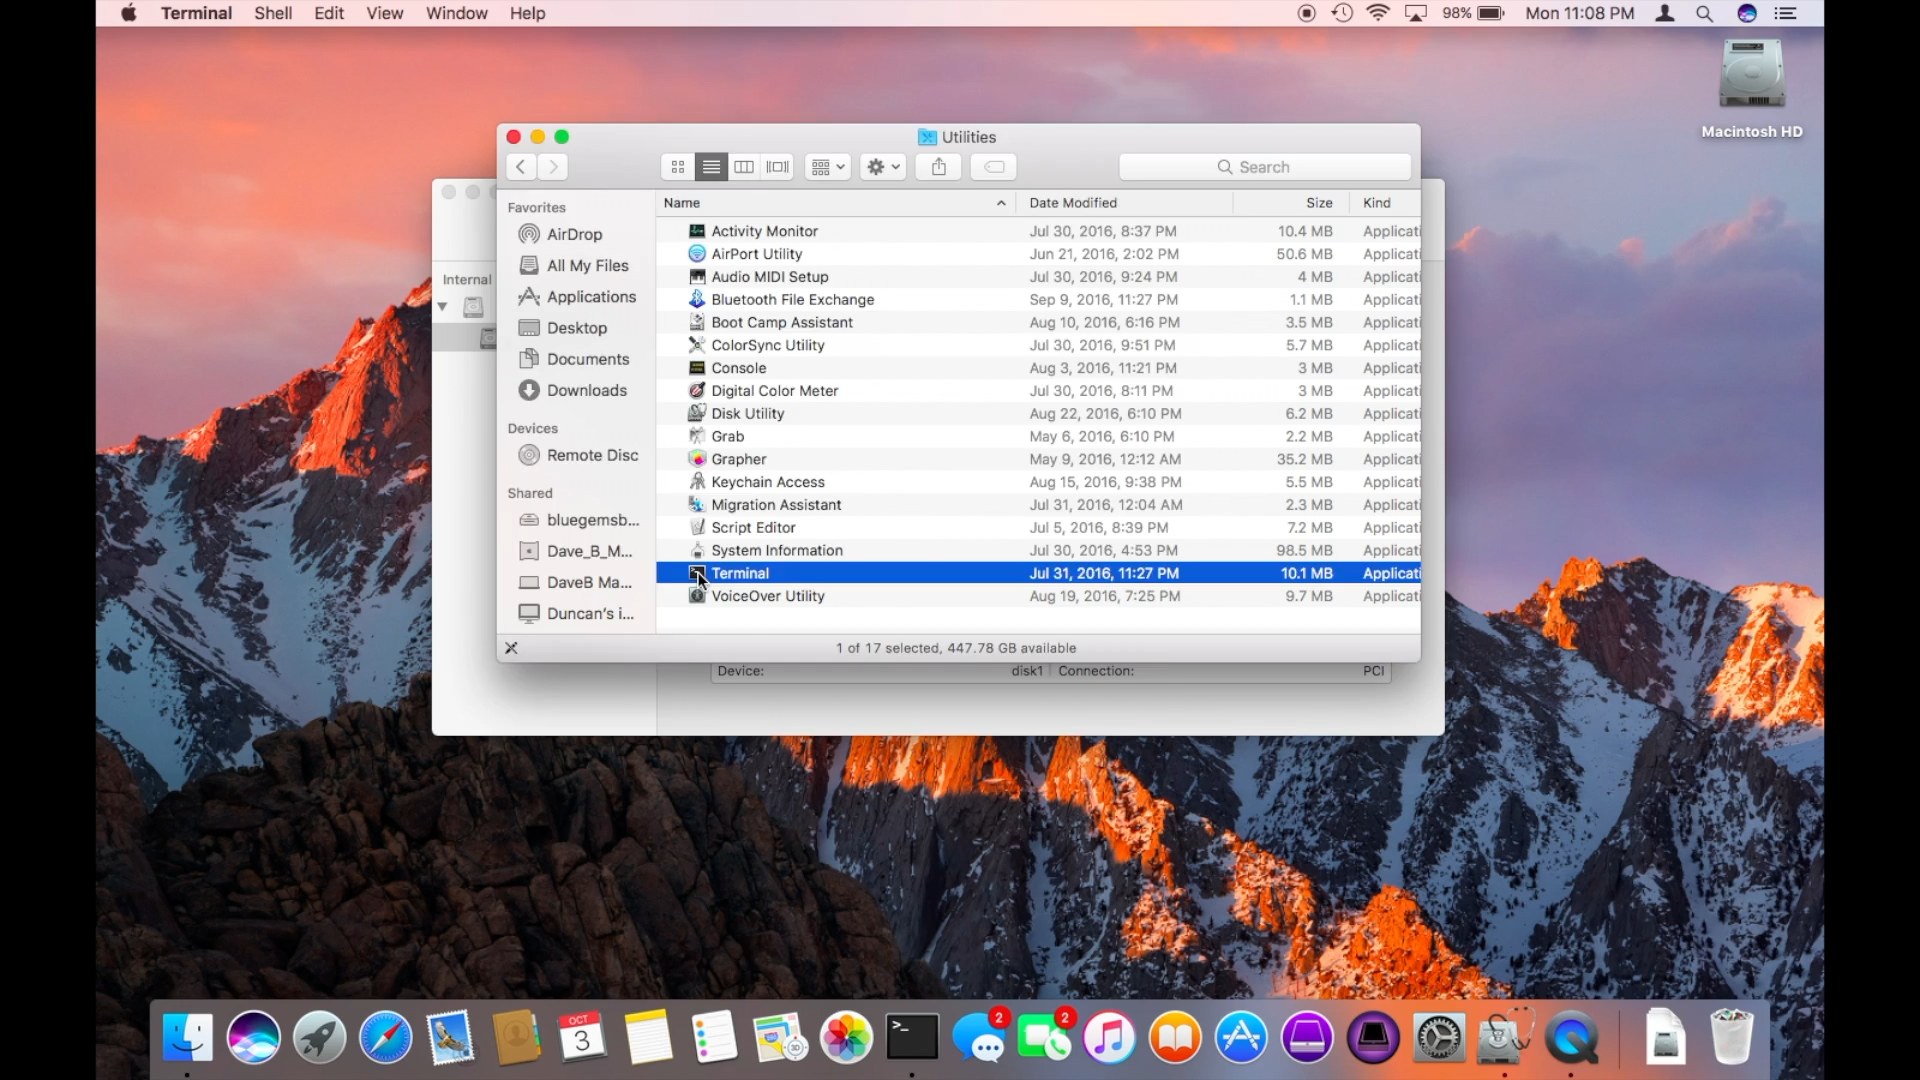 Terminal Shell Edit View Window Help 98% Mon 11:08 PM
Macintosh HD
Utilities
Search
Internal
Favorites
AirDrop
All My Files
Applications
Desktop
Documents
Downloads
Devices
Remote Disc
Shared
bluegemsb...
Dave_B_M...
DaveB Ma...
Duncan's i...
Name Date Modified Size Kind
Activity Monitor Jul 30, 2016, 8:37 PM 10.4 MB Applicati
AirPort Utility Jun 21, 2016, 2:02 PM 50.6 MB Applicati
Audio MIDI Setup Jul 30, 2016, 9:24 PM 4 MB Applicati
Bluetooth File Exchange Sep 9, 2016, 11:27 PM 1.1 MB Applicati
Boot Camp Assistant Aug 10, 2016, 6:16 PM 3.5 MB Applicati
ColorSync Utility Jul 30, 2016, 9:51 PM 5.7 MB Applicati
Console Aug 3, 2016, 11:21 PM 3 MB Applicati
Digital Color Meter Jul 30, 2016, 8:11 PM 3 MB Applicati
Disk Utility Aug 22, 2016, 6:10 PM 6.2 MB Applicati
Grab May 6, 2016, 6:10 PM 2.2 MB Applicati
Grapher May 9, 2016, 12:12 AM 35.2 MB Applicati
Keychain Access Aug 15, 2016, 9:38 PM 5.5 MB Applicati
Migration Assistant Jul 31, 2016, 12:04 AM 2.3 MB Applicati
Script Editor Jul 5, 2016, 8:39 PM 7.2 MB Applicati
System Information Jul 30, 2016, 4:53 PM 98.5 MB Applicati
Terminal Jul 31, 2016, 11:27 PM 10.1 MB Applicati
VoiceOver Utility Aug 19, 2016, 7:25 PM 9.7 MB Applicati
1 of 17 selected, 447.78 GB available
Device: disk1 Connection: PCI
OCT
3
>_
2
2
3D